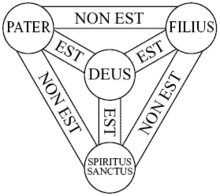 PATER
NON EST
FILIUS
EST
EST
DEUS
NON EST
EST
NON EST
SPIRITUS
SANCTUS